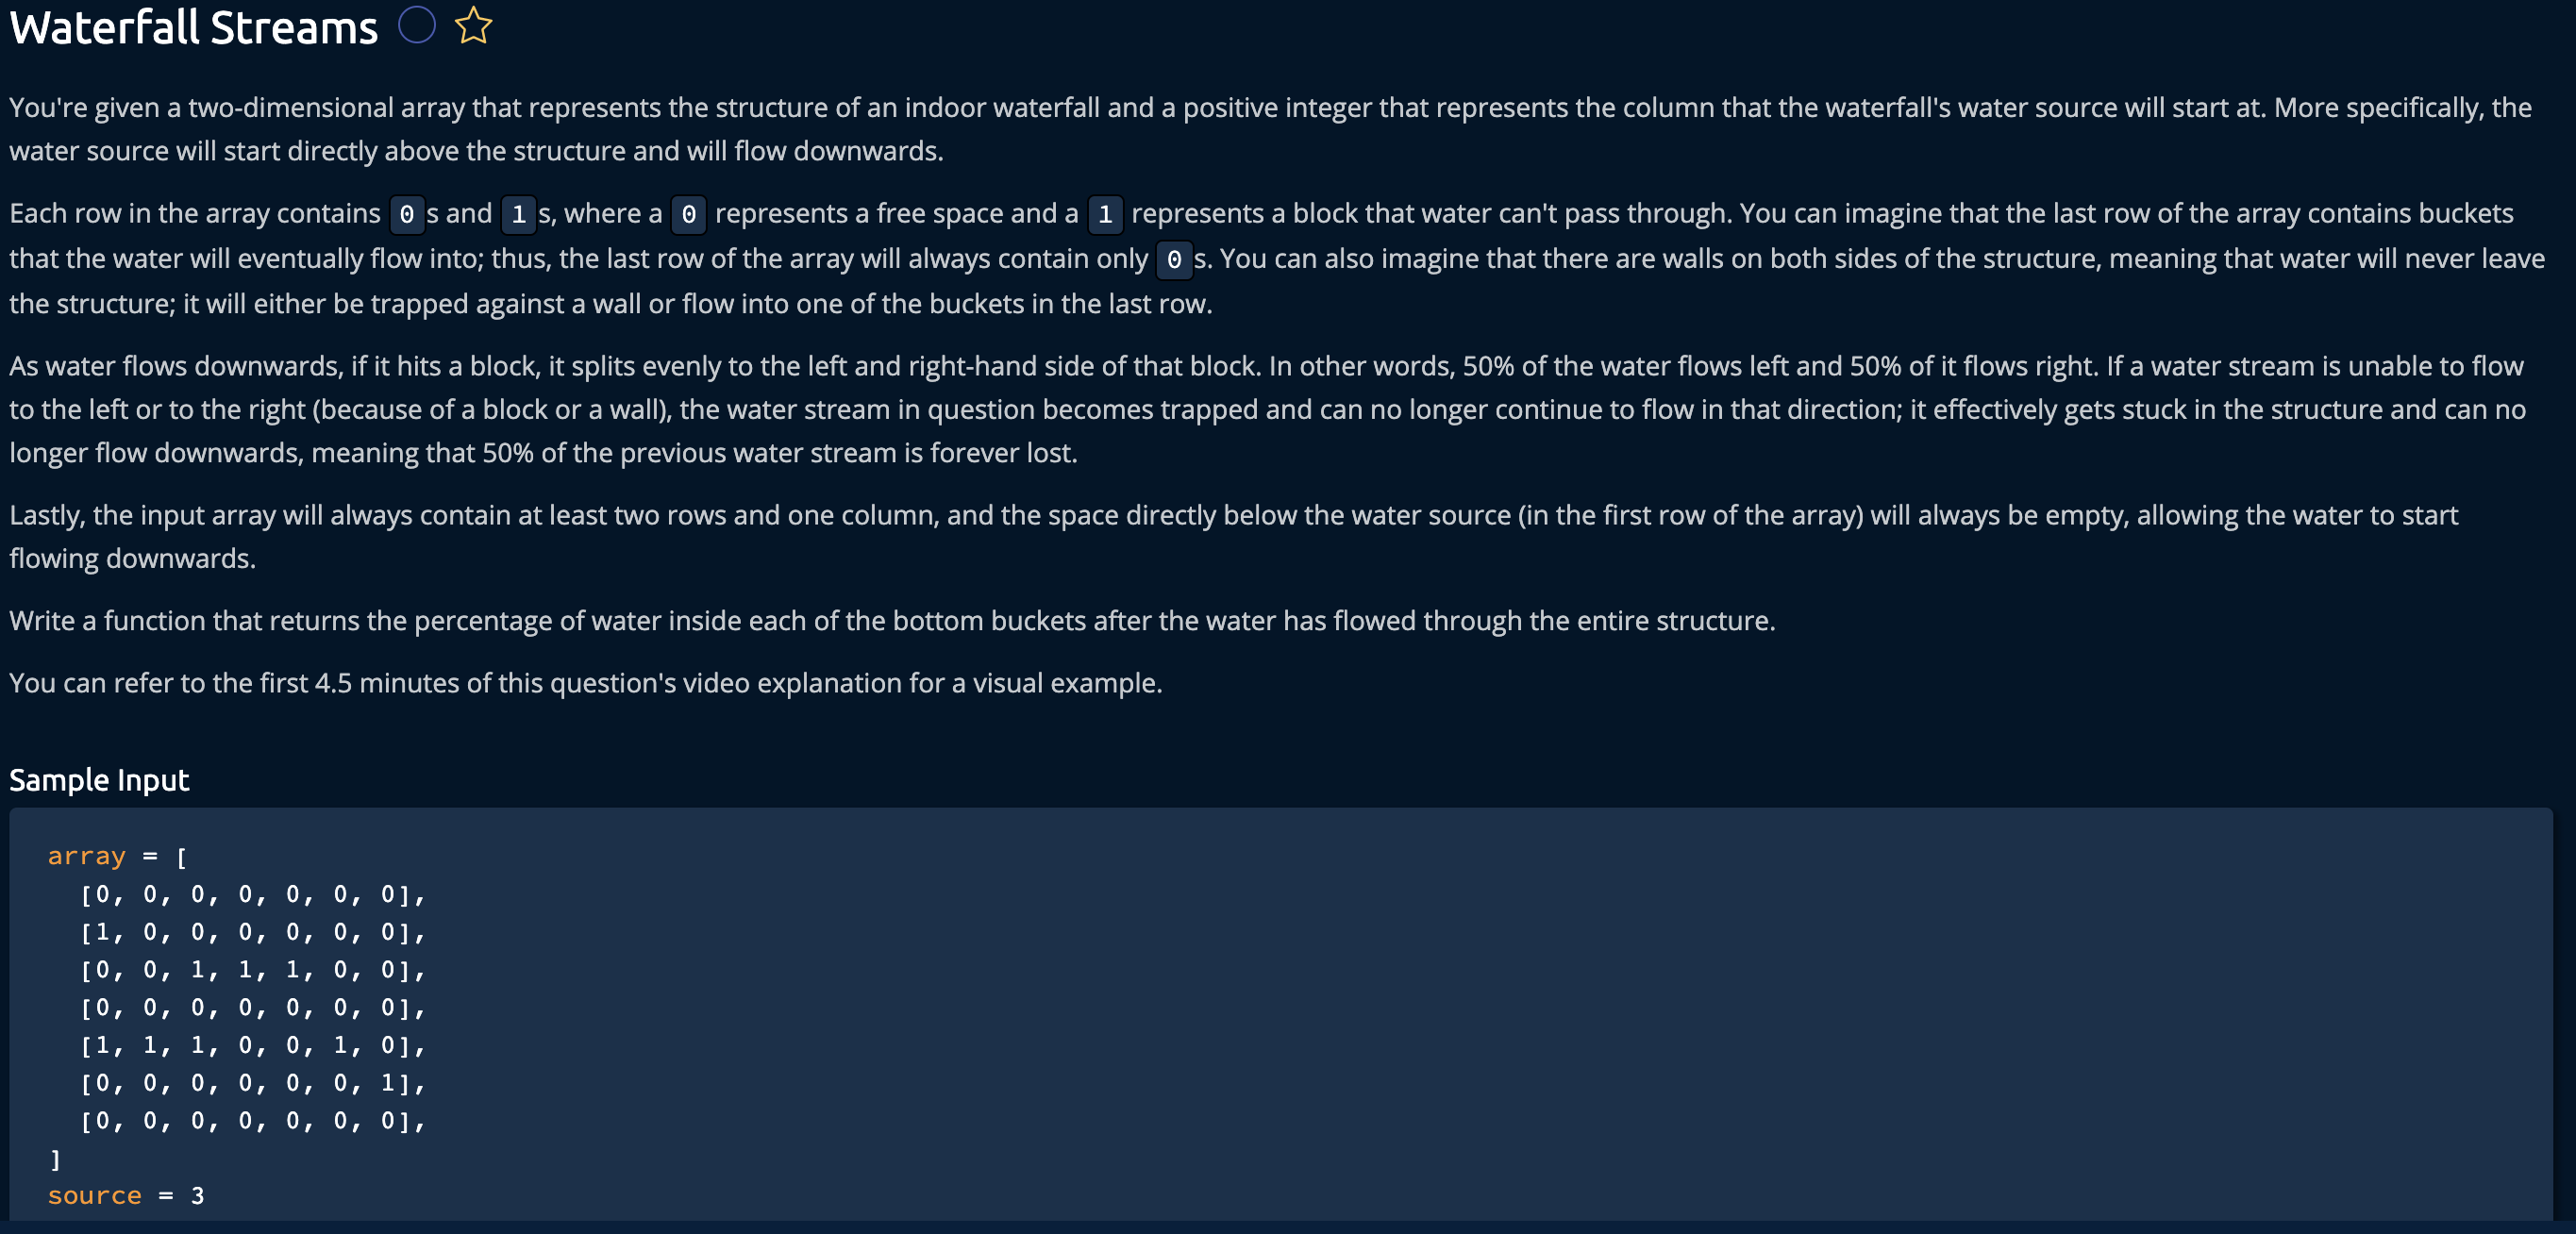 Waterfall Streams
You're given a two-dimensional array that represents the structure of an indoor waterfall and a positive integer that represents the column that the waterfall's water source will start at. More specifically, the
water source will start directly above the structure and will flow downwards.
Each row in the array contains 0 s and 1 s, where a 0 represents a free space and a 1 represents a block that water can't pass through. You can imagine that the last row of the array contains buckets
that the water will eventually flow into; thus, the last row of the array will always contain only 0 s. You can also imagine that there are walls on both sides of the structure, meaning that water will never leave
the structure; it will either be trapped against a wall or flow into one of the buckets in the last row.
As water flows downwards, if it hits a block, it splits evenly to the left and right-hand side of that block. In other words, 50% of the water flows left and 50% of it flows right. If a water stream is unable to flow
to the left or to the right (because of a block or a wall), the water stream in question becomes trapped and can no longer continue to flow in that direction; it effectively gets stuck in the structure and can no
longer flow downwards, meaning that 50% of the previous water stream is forever lost.
Lastly, the input array will always contain at least two rows and one column, and the space directly below the water source (in the first row of the array) will always be empty, allowing the water to start
flowing downwards.
Write a function that returns the percentage of water inside each of the bottom buckets after the water has flowed through the entire structure.
You can refer to the first 4.5 minutes of this question's video explanation for a visual example.
Sample Input
array = [
[0, 0, 0, 0, 0, 0, 0],
[1, 0, 0, 0, 0, 0, 0],
[0, 0, 1, 1, 1, 0, 0],
[0, 0, 0, 0, 0, 0, 0],
[1, 1, 1, 0, 0, 1, 0],
[0, 0, 0, 0, 0, 0, 1],
[0, 0, 0, 0, 0, 0, 0],
]
source = 3